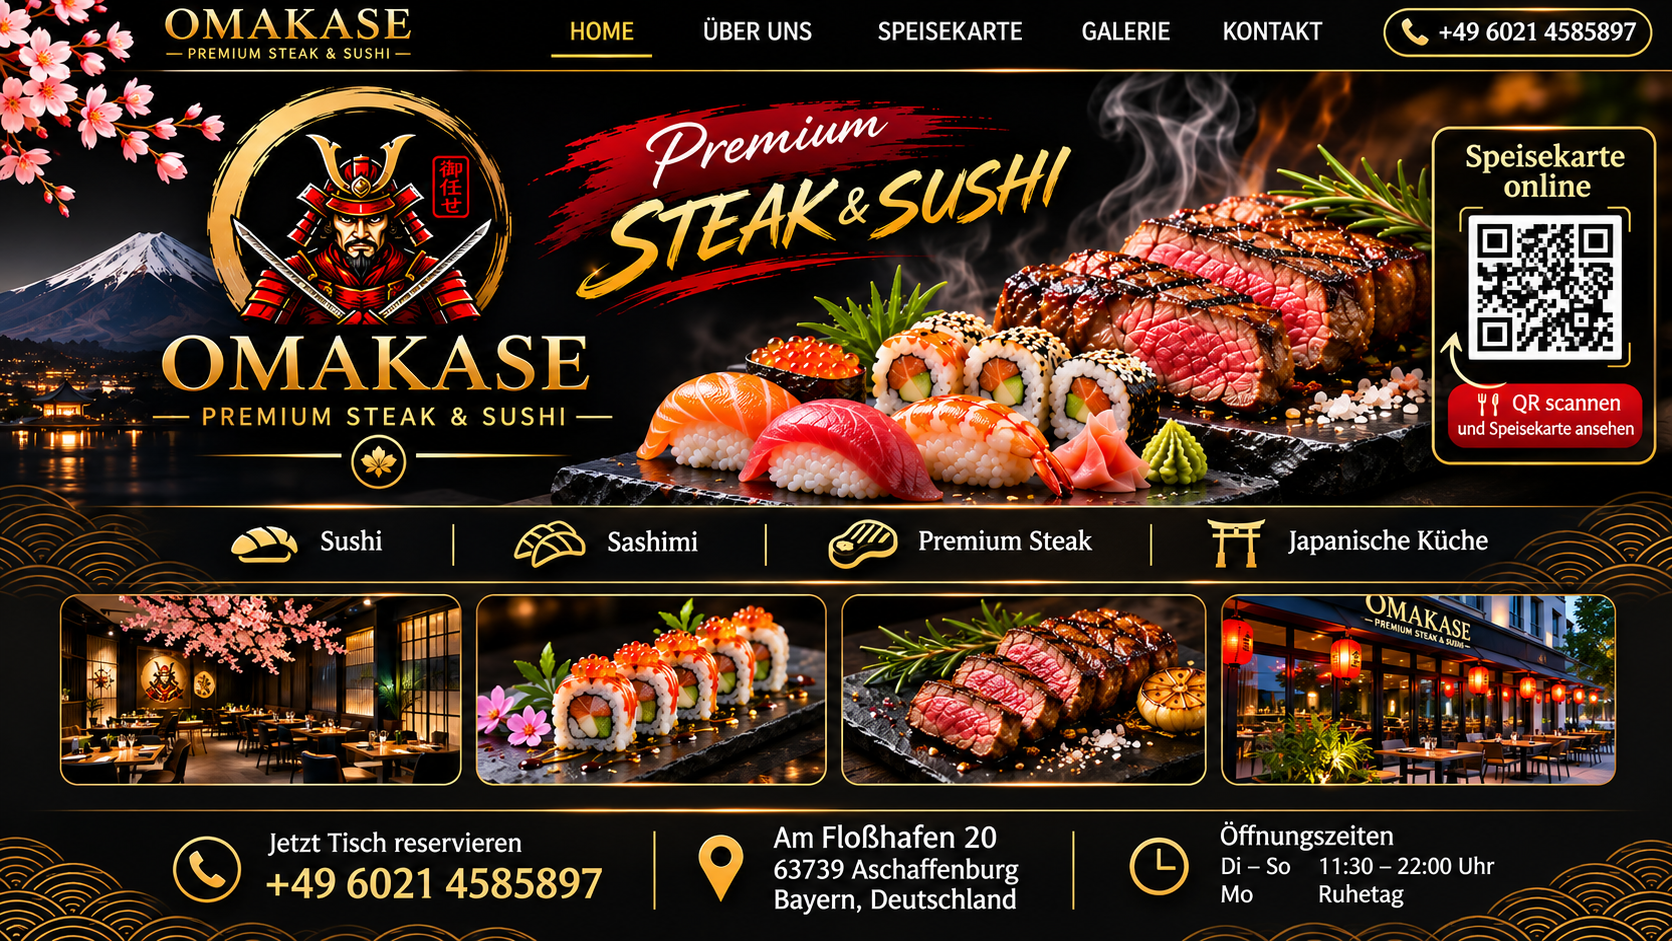 OMAKASE
PREMIUM STEAK & SUSHI
HOME
ÜBER UNS
SPEISEKARTE
GALERIE
KONTAKT
+49 6021 4585897
御任せ
OMAKASE
PREMIUM STEAK & SUSHI
Premium
STEAK & SUSHI
Speisekarte
online
QR scannen
und Speisekarte ansehen
Sushi
Sashimi
Premium Steak
Japanische Küche
OMAKASE
PREMIUM STEAK & SUSHI
Jetzt Tisch reservieren
+49 6021 4585897
Am Floßhafen 20
63739 Aschaffenburg
Bayern, Deutschland
Öffnungszeiten
Di – So 11:30 – 22:00 Uhr
Mo Ruhetag